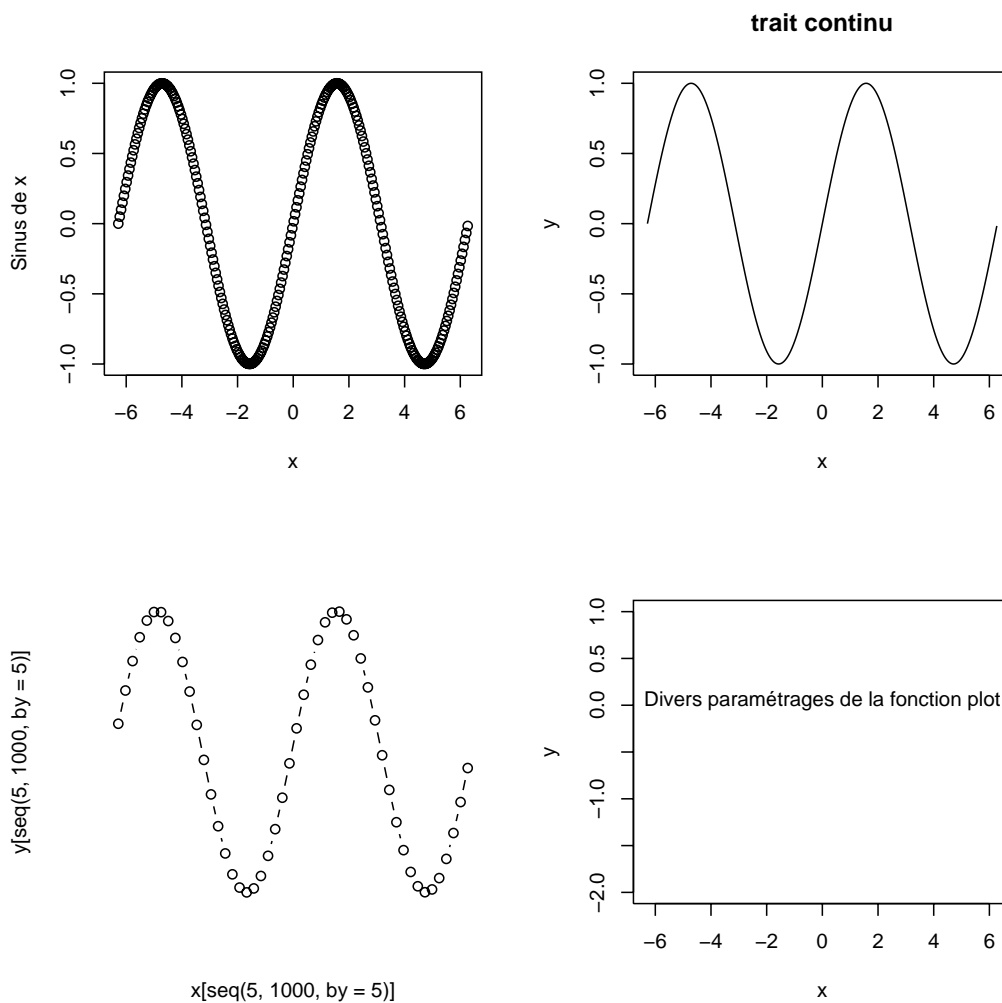 trait continu
Sinus de x
1.0
0.5
0.0
−0.5
−1.0
−6 −4 −2 0 2 4 6
x
y
1.0
0.5
0.0
−0.5
−1.0
−6 −4 −2 0 2 4 6
x
y[seq(5, 1000, by = 5)]
x[seq(5, 1000, by = 5)]
y
1.0
0.5
0.0
−1.0
−2.0
Divers paramétrages de la fonction plot
−6 −4 −2 0 2 4 6
x